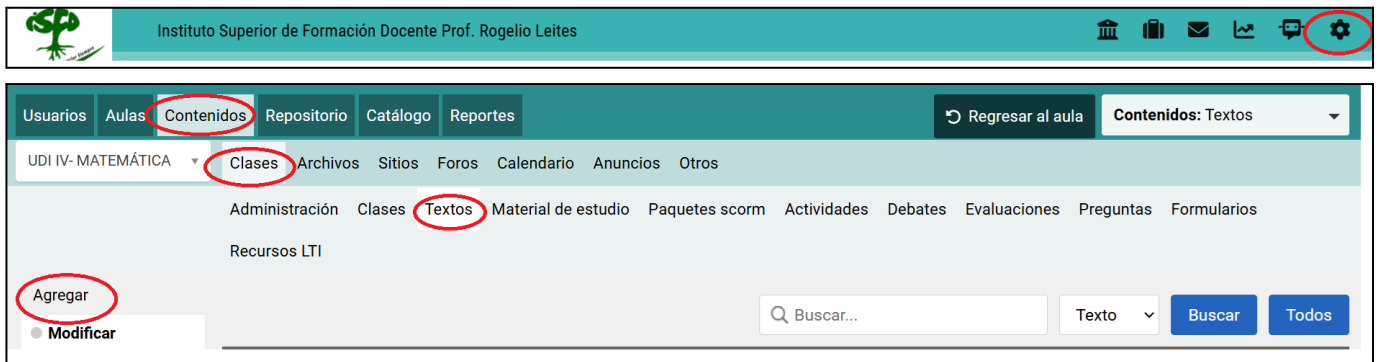 ISFD
Siempre
Instituto Superior de Formación Docente Prof. Rogelio Leites
Usuarios Aulas Contenidos Repositorio Catálogo Reportes Regresar al aula Contenidos: Textos
UDI IV- MATEMÁTICA Clases Archivos Sitios Foros Calendario Anuncios Otros
Administración Clases Textos Material de estudio Paquetes scorm Actividades Debates Evaluaciones Preguntas Formularios
Recursos LTI
Agregar
Buscar... Texto Buscar Todos
Modificar